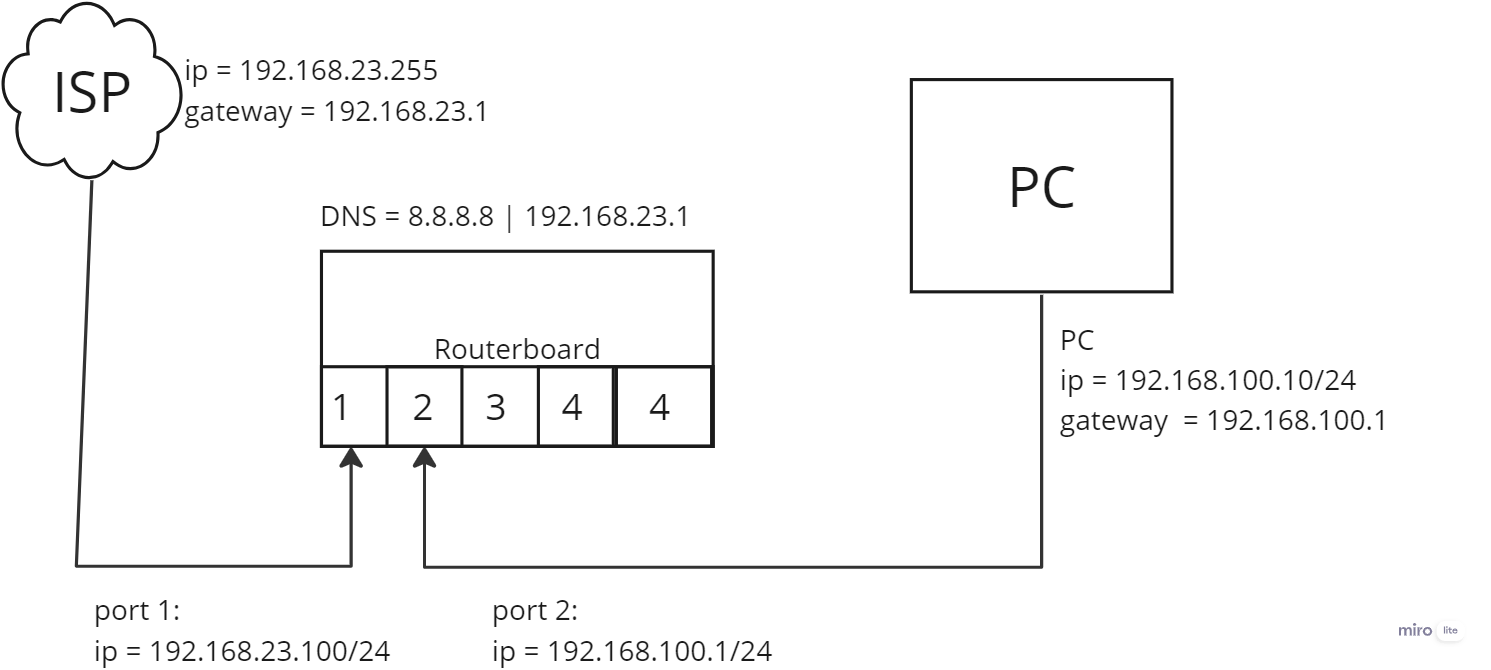 ISP
ip = 192.168.23.255
gateway = 192.168.23.1
DNS = 8.8.8.8 | 192.168.23.1
Routerboard
1 2 3 4 4
PC
PC
ip = 192.168.100.10/24
gateway  = 192.168.100.1
port 1:
ip = 192.168.23.100/24
port 2:
ip = 192.168.100.1/24
miro lite